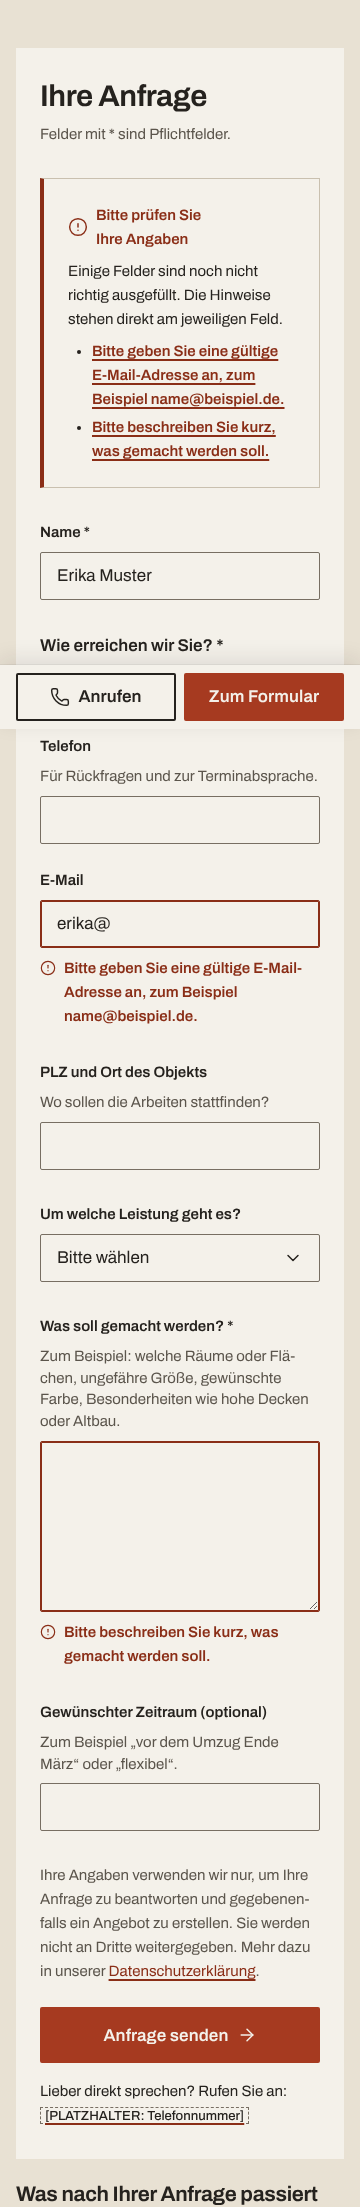 Ihre Anfrage
Felder mit * sind Pflichtfelder.
Bitte prüfen Sie
Ihre Angaben
Einige Felder sind noch nicht
richtig ausgefüllt. Die Hinweise
stehen direkt am jeweiligen Feld.
Bitte geben Sie eine gültige
E-Mail-Adresse an, zum
Beispiel name@beispiel.de.
Bitte beschreiben Sie kurz,
was gemacht werden soll.
Name *
Erika Muster
Wie erreichen wir Sie? *
Anrufen
Zum Formular
Telefon
Für Rückfragen und zur Terminabsprache.
E-Mail
erika@
Bitte geben Sie eine gültige E-Mail-
Adresse an, zum Beispiel
name@beispiel.de.
PLZ und Ort des Objekts
Wo sollen die Arbeiten stattfinden?
Um welche Leistung geht es?
Bitte wählen
Was soll gemacht werden? *
Zum Beispiel: welche Räume oder Flä-
chen, ungefähre Größe, gewünschte
Farbe, Besonderheiten wie hohe Decken
oder Altbau.
Bitte beschreiben Sie kurz, was
gemacht werden soll.
Gewünschter Zeitraum (optional)
Zum Beispiel „vor dem Umzug Ende
März“ oder „flexibel“.
Ihre Angaben verwenden wir nur, um Ihre
Anfrage zu beantworten und gegebenen-
falls ein Angebot zu erstellen. Sie werden
nicht an Dritte weitergegeben. Mehr dazu
in unserer Datenschutzerklärung.
Anfrage senden
Lieber direkt sprechen? Rufen Sie an:
[PLATZHALTER: Telefonnummer]
Was nach Ihrer Anfrage passiert